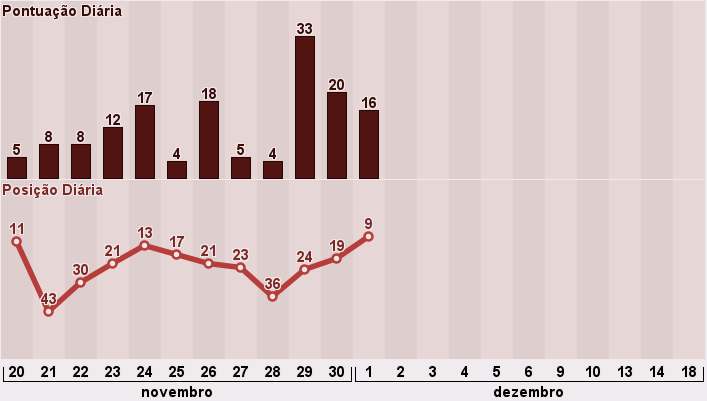 Pontuação Diária
5 8 8 12 17 4 18 5 4 33 20 16
Posição Diária
11 43 30 21 13 17 21 23 36 24 19 9
20 21 22 23 24 25 26 27 28 29 30 1 2 3 4 5 6 9 10 13 14 18
novembro dezembro